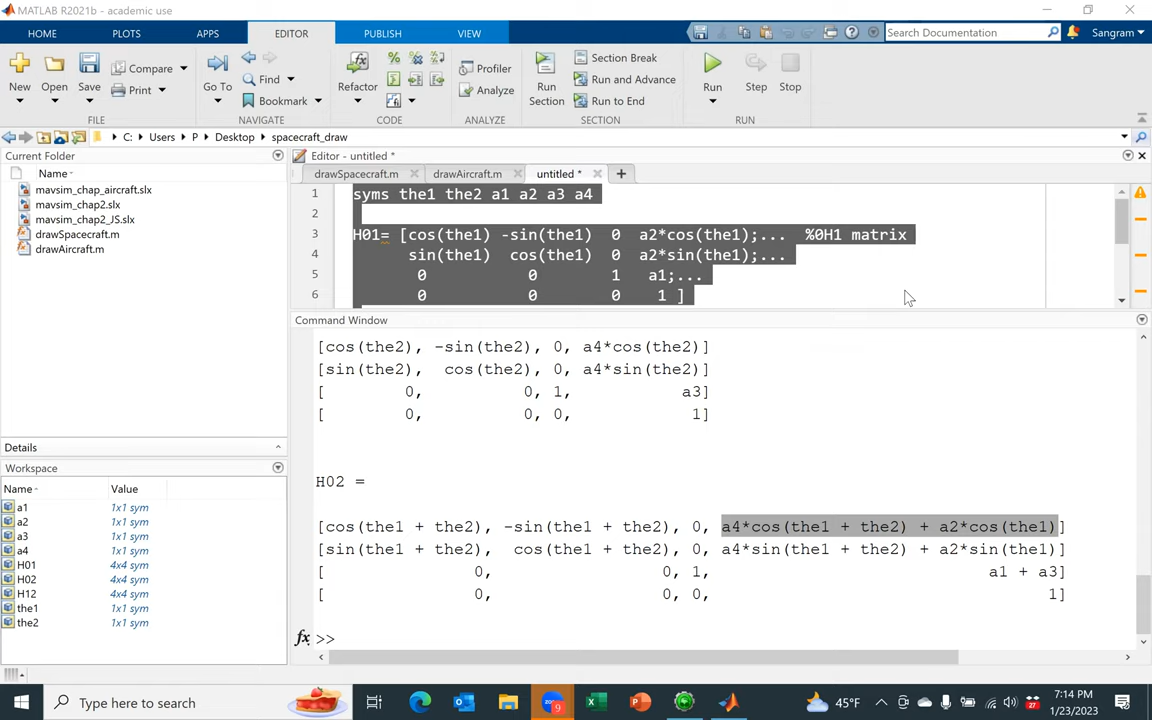 MATLAB R2021b - academic use
HOME PLOTS APPS EDITOR PUBLISH VIEW Search Documentation Sangram
New Open Save Compare Print Go To Find Bookmark Refactor Profiler Analyze Run Section Section Break Run and Advance Run to End Run Step Stop
FILE NAVIGATE CODE ANALYZE SECTION RUN
C: Users P Desktop spacecraft_draw
Current Folder
Name
mavsim_chap_aircraft.slx
mavsim_chap2.slx
mavsim_chap2_JS.slx
drawSpacecraft.m
drawAircraft.m
Details
Workspace
Name Value
a1 1x1 sym
a2 1x1 sym
a3 1x1 sym
a4 1x1 sym
H01 4x4 sym
H02 4x4 sym
H12 4x4 sym
the1 1x1 sym
the2 1x1 sym
Editor - untitled *
drawSpacecraft.m drawAircraft.m untitled *
1 syms the1 the2 a1 a2 a3 a4
2
3 H01= [cos(the1) -sin(the1) 0 a2*cos(the1);... %0H1 matrix
4 sin(the1) cos(the1) 0 a2*sin(the1);...
5 0 0 1 a1;...
6 0 0 0 1 ]
Command Window
[cos(the2), -sin(the2), 0, a4*cos(the2)]
[sin(the2), cos(the2), 0, a4*sin(the2)]
[ 0, 0, 1, a3]
[ 0, 0, 0, 1]
H02 =
[cos(the1 + the2), -sin(the1 + the2), 0, a4*cos(the1 + the2) + a2*cos(the1)]
[sin(the1 + the2), cos(the1 + the2), 0, a4*sin(the1 + the2) + a2*sin(the1)]
[ 0, 0, 1, a1 + a3]
[ 0, 0, 0, 1]
fx >>
Type here to search
45°F
27
7:14 PM
1/23/2023
9